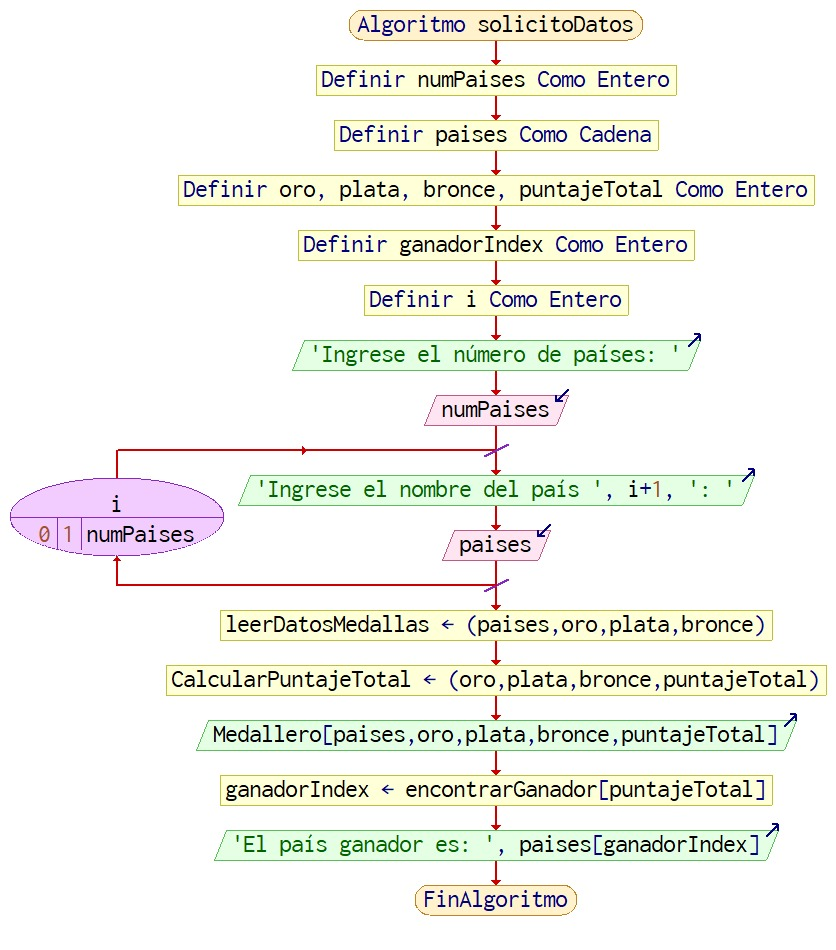 Algoritmo solicitoDatos
Definir numPaises Como Entero
Definir paises Como Cadena
Definir oro, plata, bronce, puntajeTotal Como Entero
Definir ganadorIndex Como Entero
Definir i Como Entero
'Ingrese el número de países: '
numPaises
'Ingrese el nombre del país ', i+1, ': '
i
0 1 numPaises
paises
leerDatosMedallas ← (paises,oro,plata,bronce)
CalcularPuntajeTotal ← (oro,plata,bronce,puntajeTotal)
Medallero[paises,oro,plata,bronce,puntajeTotal]
ganadorIndex ← encontrarGanador[puntajeTotal]
'El país ganador es: ', paises[ganadorIndex]
FinAlgoritmo